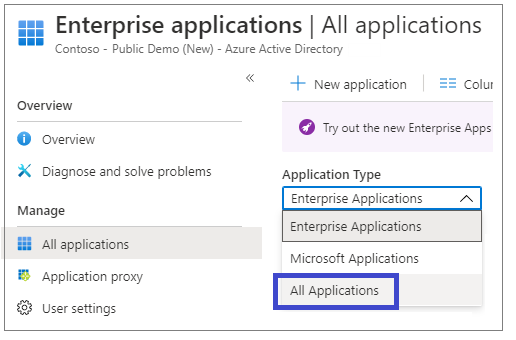 Enterprise applications | All applications
Contoso - Public Demo (New) - Azure Active Directory
«
Overview
Overview
Diagnose and solve problems
Manage
All applications
Application proxy
User settings
+ New application
Colu
Try out the new Enterprise Apps
Application Type
Enterprise Applications
Enterprise Applications
Microsoft Applications
All Applications